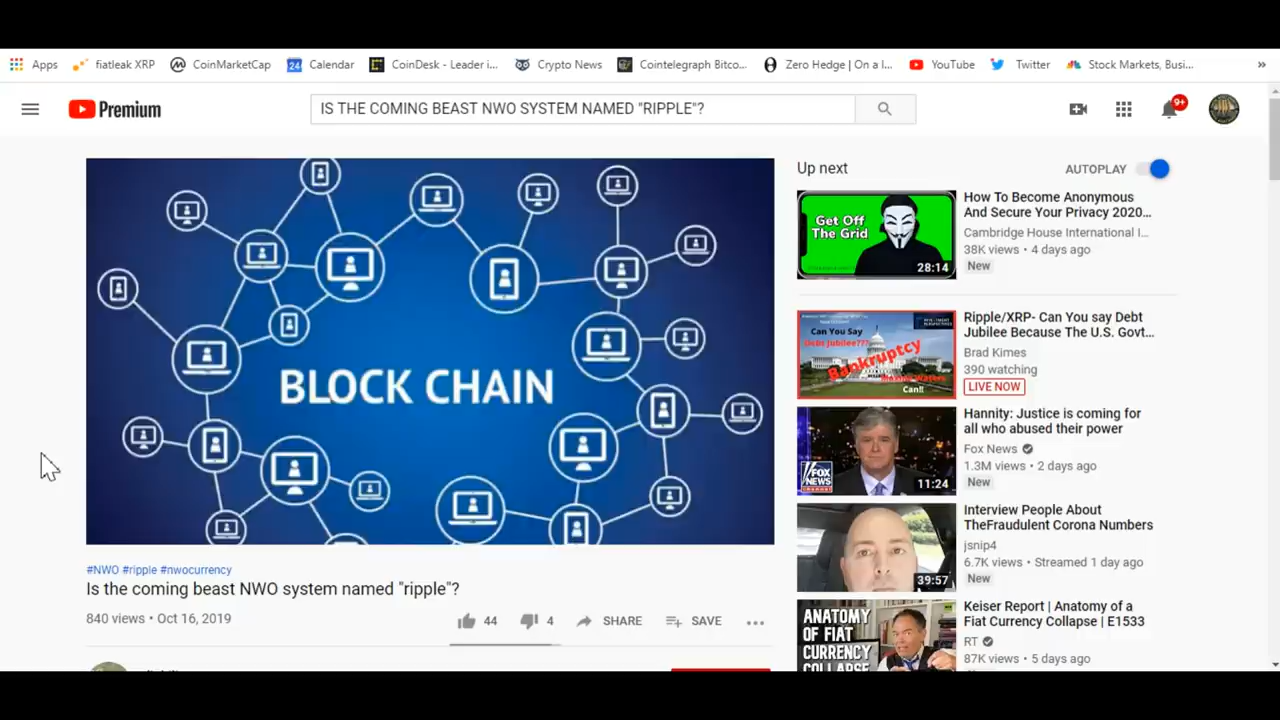 Apps fiatleak XRP CoinMarketCap Calendar CoinDesk - Leader i... Crypto News Cointelegraph Bitco... Zero Hedge | On a l... YouTube Twitter Stock Markets, Busi... »
Premium
IS THE COMING BEAST NWO SYSTEM NAMED "RIPPLE"?
9+
BLOCK CHAIN
#NWO #ripple #nwocurrency
Is the coming beast NWO system named "ripple"?
840 views • Oct 16, 2019
44 4 SHARE SAVE ...
Up next
AUTOPLAY
Get Off
The Grid
28:14
How To Become Anonymous
And Secure Your Privacy 2020...
Cambridge House International I...
38K views • 4 days ago
New
Can You Say
Debt Jubilee???
Bankruptcy
Can!!
Ripple/XRP- Can You say Debt
Jubilee Because The U.S. Govt...
Brad Kimes
390 watching
LIVE NOW
FOX
NEWS
11:24
Hannity: Justice is coming for
all who abused their power
Fox News
1.3M views • 2 days ago
New
39:57
Interview People About
TheFraudulent Corona Numbers
jsnip4
6.7K views • Streamed 1 day ago
New
ANATOMY
OF FIAT
CURRENCY
COLLAPSE
Keiser Report | Anatomy of a
Fiat Currency Collapse | E1533
RT
87K views • 5 days ago